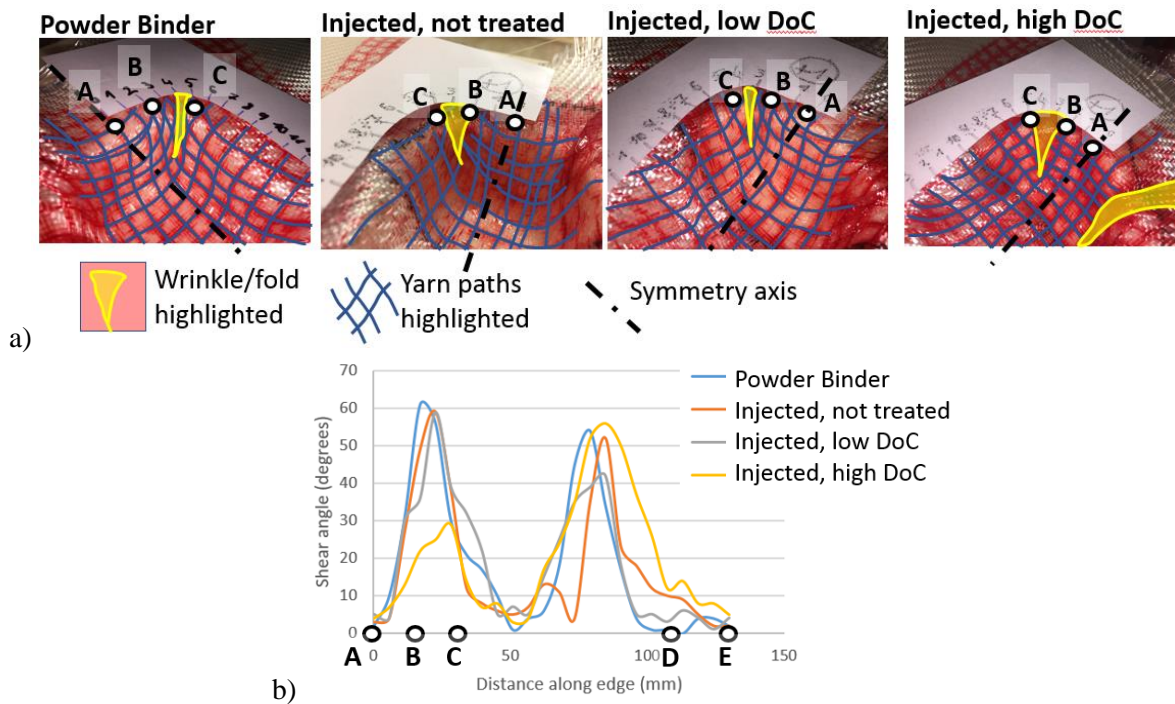 Powder Binder
Injected, not treated
Injected, low DoC
Injected, high DoC
A
B
C
C
B
A
C
B
A
C
B
A
Wrinkle/fold
highlighted
Yarn paths
highlighted
Symmetry axis
a)
Shear angle (degrees)
70
60
50
40
30
20
10
0
Powder Binder
Injected, not treated
Injected, low DoC
Injected, high DoC
A
B
C
D
E
0
50
100
150
Distance along edge (mm)
b)